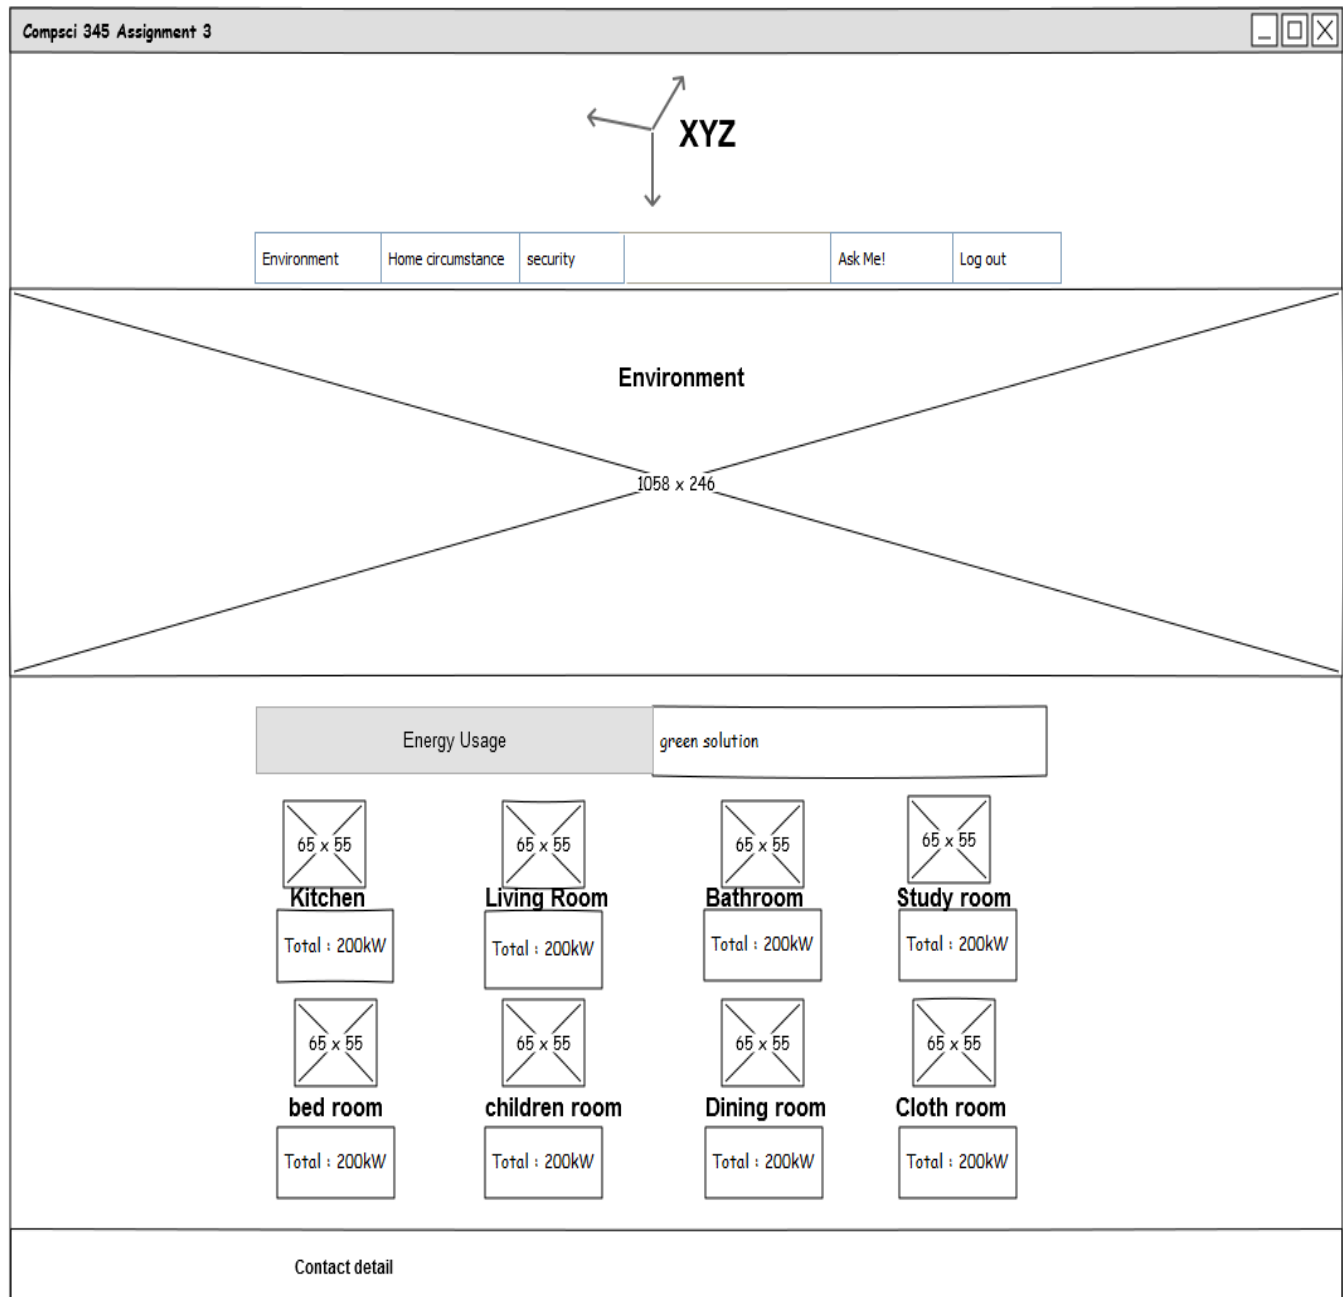 Compsci 345 Assignment 3
XYZ
Environment Home circumstance security Ask Me! Log out
Environment
1058 x 246
Energy Usage green solution
65 x 55 65 x 55 65 x 55 65 x 55
Kitchen Living Room Bathroom Study room
Total : 200kW Total : 200kW Total : 200kW Total : 200kW
65 x 55 65 x 55 65 x 55 65 x 55
bed room children room Dining room Cloth room
Total : 200kW Total : 200kW Total : 200kW Total : 200kW
Contact detail